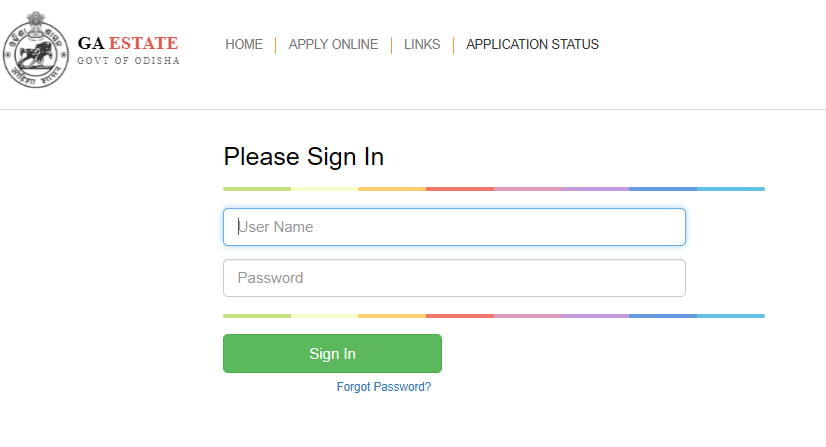 GA ESTATE
GOVT OF ODISHA
HOME
APPLY ONLINE
LINKS
APPLICATION STATUS
Please Sign In
User Name
Password
Sign In
Forgot Password?